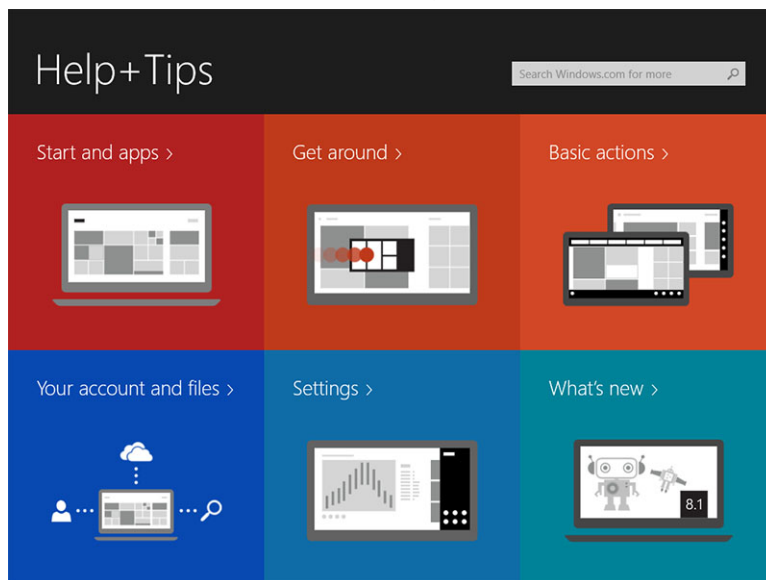 Help+Tips
Search Windows.com for more
Start and apps >
Get around >
Basic actions >
Your account and files >
Settings >
What's new >
8.1